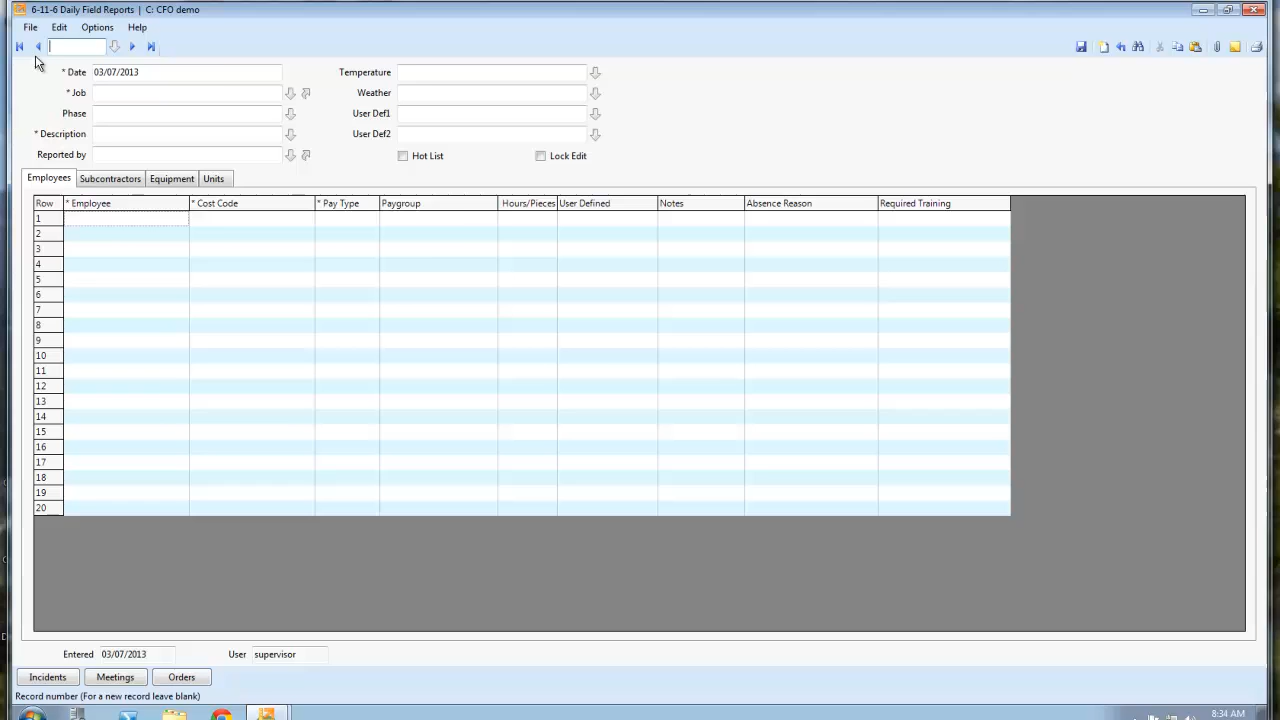 6-11-6 Daily Field Reports | C: CFO demo
File Edit Options Help
* Date 03/07/2013 Temperature
* Job Weather
Phase User Def1
* Description User Def2
Reported by Hot List Lock Edit
Employees Subcontractors Equipment Units
Row * Employee * Cost Code * Pay Type Paygroup Hours/Pieces User Defined Notes Absence Reason Required Training
1
2
3
4
5
6
7
8
9
10
11
12
13
14
15
16
17
18
19
20
Entered 03/07/2013 User supervisor
Incidents Meetings Orders
Record number (For a new record leave blank)
8:34 AM